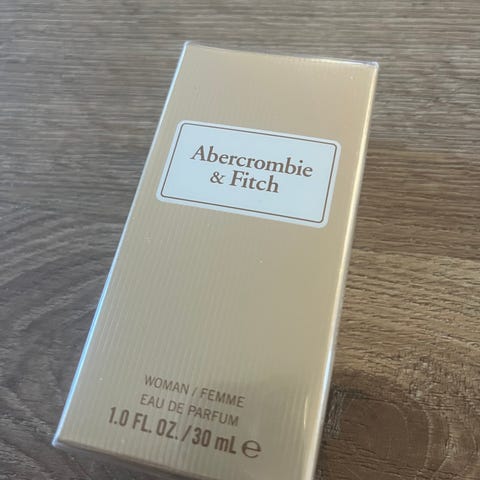 Abercrombie
& Fitch
WOMAN / FEMME
EAU DE PARFUM
1.0 FL. OZ. / 30 mL ℮